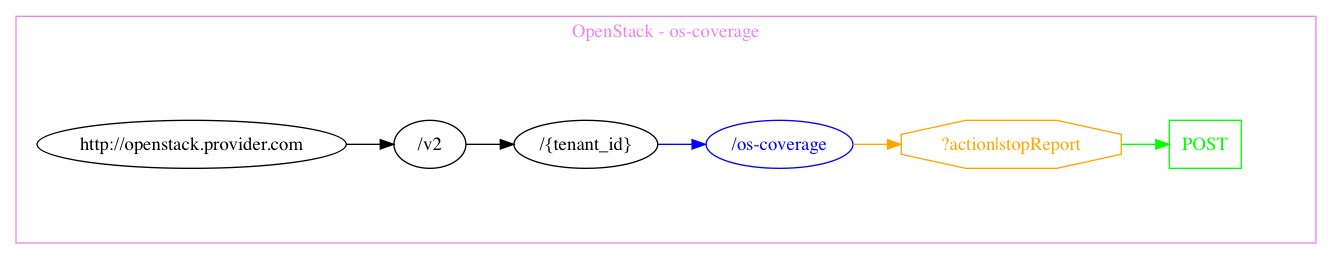 OpenStack - os-coverage
http://openstack.provider.com
/v2
/{tenant_id}
/os-coverage
?action|stopReport
POST